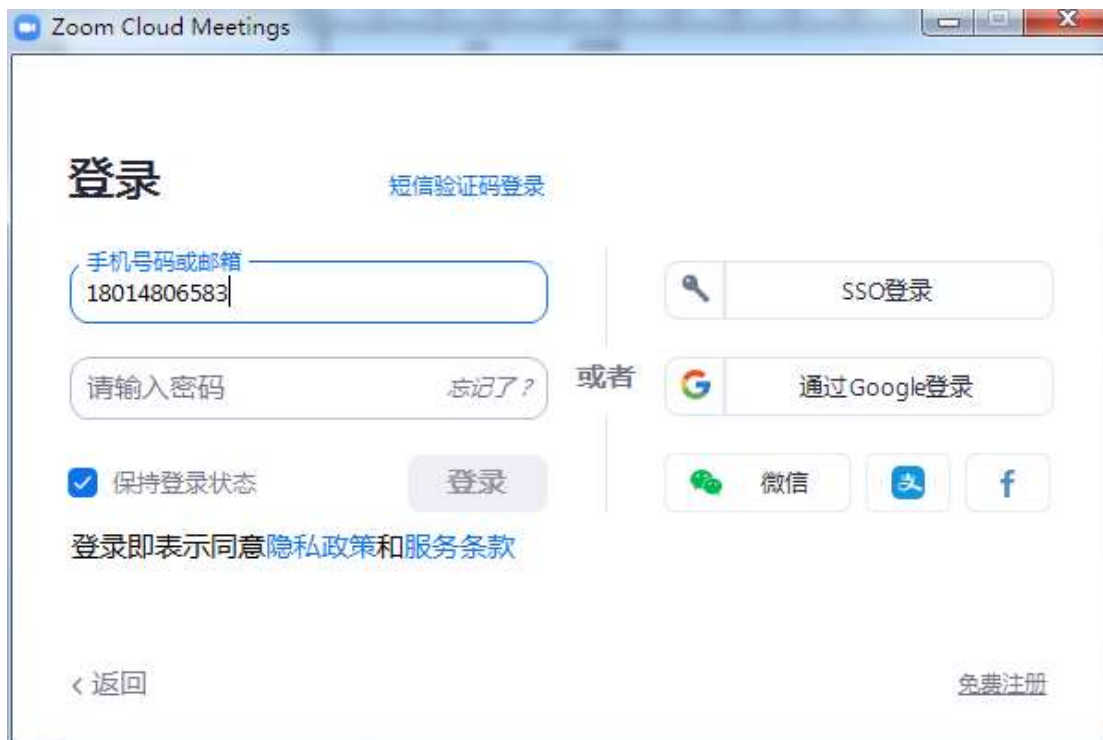 Zoom Cloud Meetings
登录
短信验证码登录
手机号码或邮箱
18014806583
请输入密码
忘记了？
保持登录状态
登录
登录即表示同意隐私政策和服务条款
或者
SSO登录
通过Google登录
微信
支
f
< 返回
免费注册